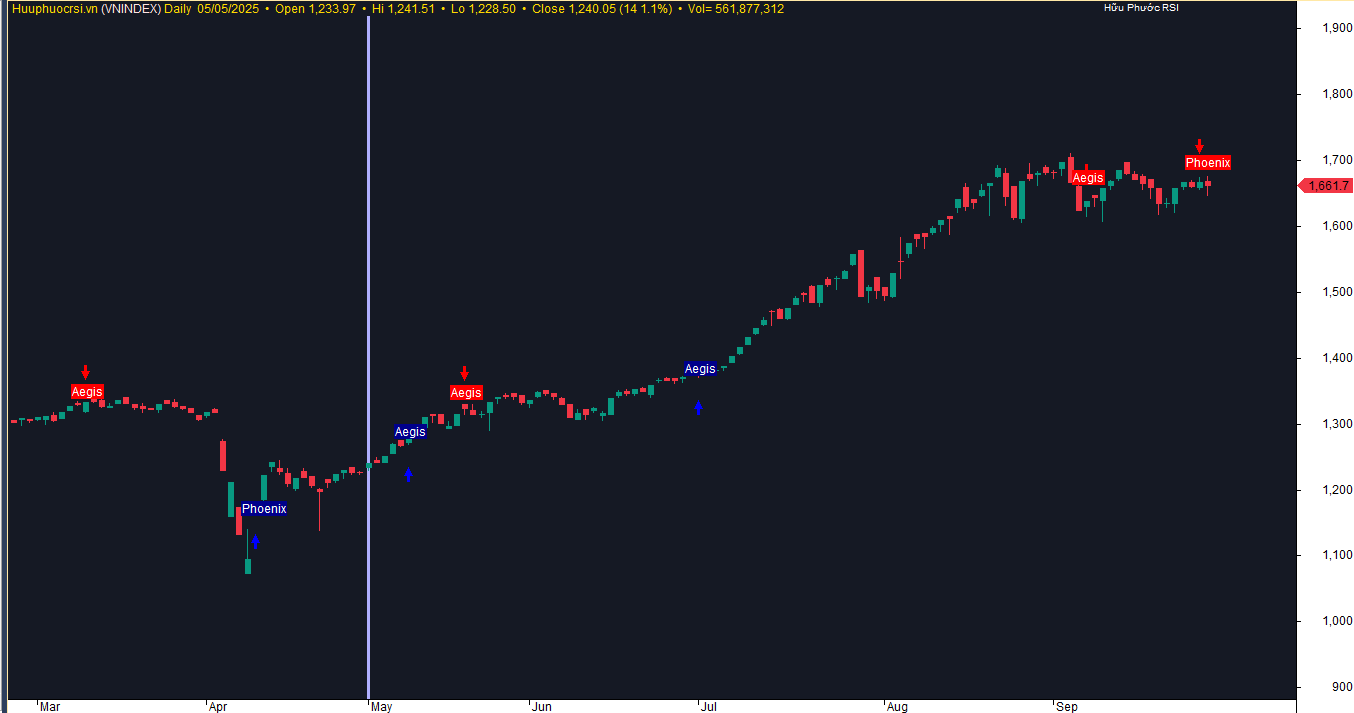 Huuphuocrsi.vn (VNINDEX) Daily 05/05/2025 • Open 1,233.97 • Hi 1,241.51 • Lo 1,228.50 • Close 1,240.05 (14 1.1%) • Vol= 561,877,312
Hữu Phước RSI
1,900
1,800
1,700
Phoenix
Aegis
1,661.7
1,600
1,500
1,400
Aegis
Aegis
Aegis
1,300
Aegis
1,200
Phoenix
1,100
1,000
900
Mar Apr May Jun Jul Aug Sep